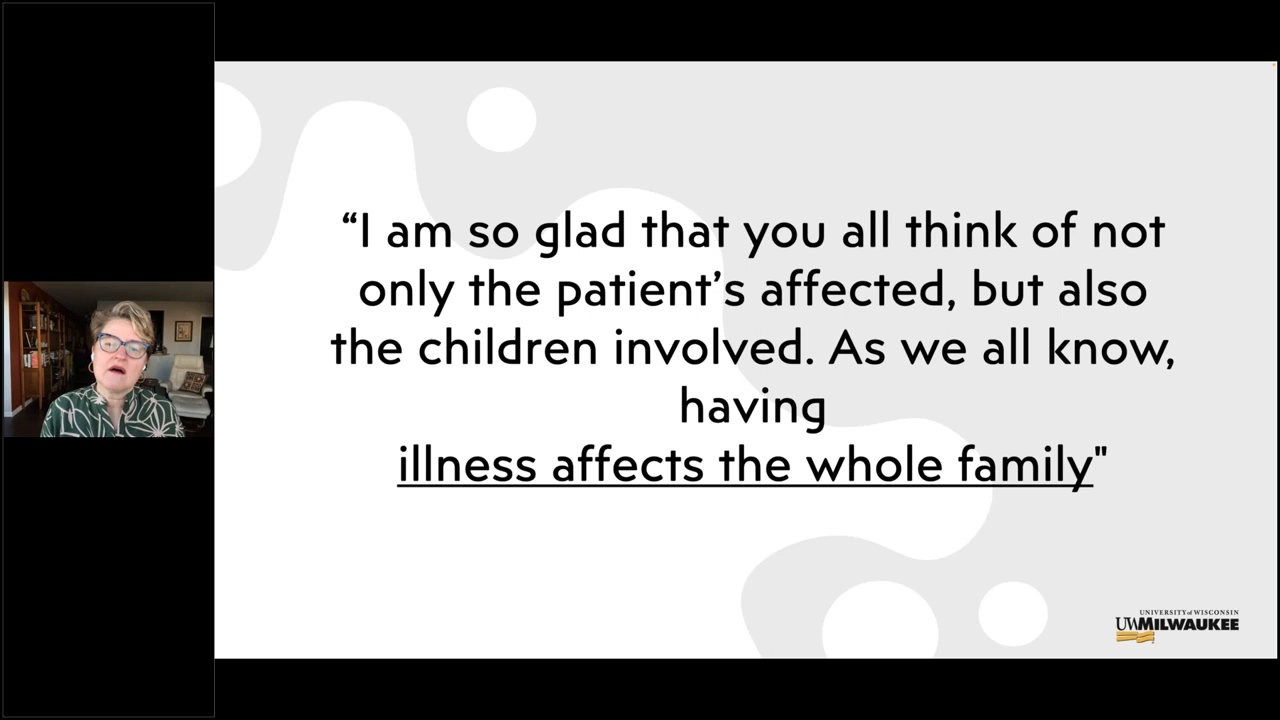 “I am so glad that you all think of not
only the patient’s affected, but also
the children involved. As we all know,
having
illness affects the whole family"
UNIVERSITY of WISCONSIN
UWMILWAUKEE